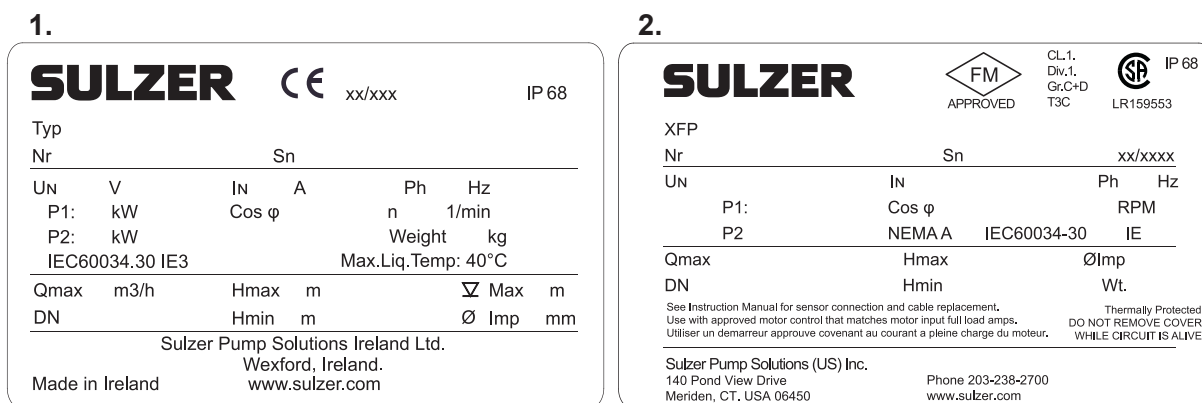 1.
SULZER CE xx/xxx IP 68
Typ
Nr Sn
UN V IN A Ph Hz
P1: kW Cos φ n 1/min
P2: kW Weight kg
IEC60034.30 IE3 Max.Liq.Temp: 40°C
Qmax m3/h Hmax m Max m
DN Hmin m Ø Imp mm
Sulzer Pump Solutions Ireland Ltd.
Wexford, Ireland.
Made in Ireland www.sulzer.com
2.
SULZER
FM
APPROVED
CL.1.
Div.1.
Gr.C+D
T3C
SA
LR159553
IP 68
XFP
Nr Sn xx/xxxx
UN IN Ph Hz
P1: Cos φ RPM
P2 NEMA A IEC60034-30 IE
Qmax Hmax ØImp
DN Hmin Wt.
See Instruction Manual for sensor connection and cable replacement.
Use with approved motor control that matches motor input full load amps.
Utiliser un demarreur approuve covenant au courant a pleine charge du moteur.
Thermally Protected
DO NOT REMOVE COVER
WHILE CIRCUIT IS ALIVE
Sulzer Pump Solutions (US) Inc.
140 Pond View Drive Phone 203-238-2700
Meriden, CT. USA 06450 www.sulzer.com